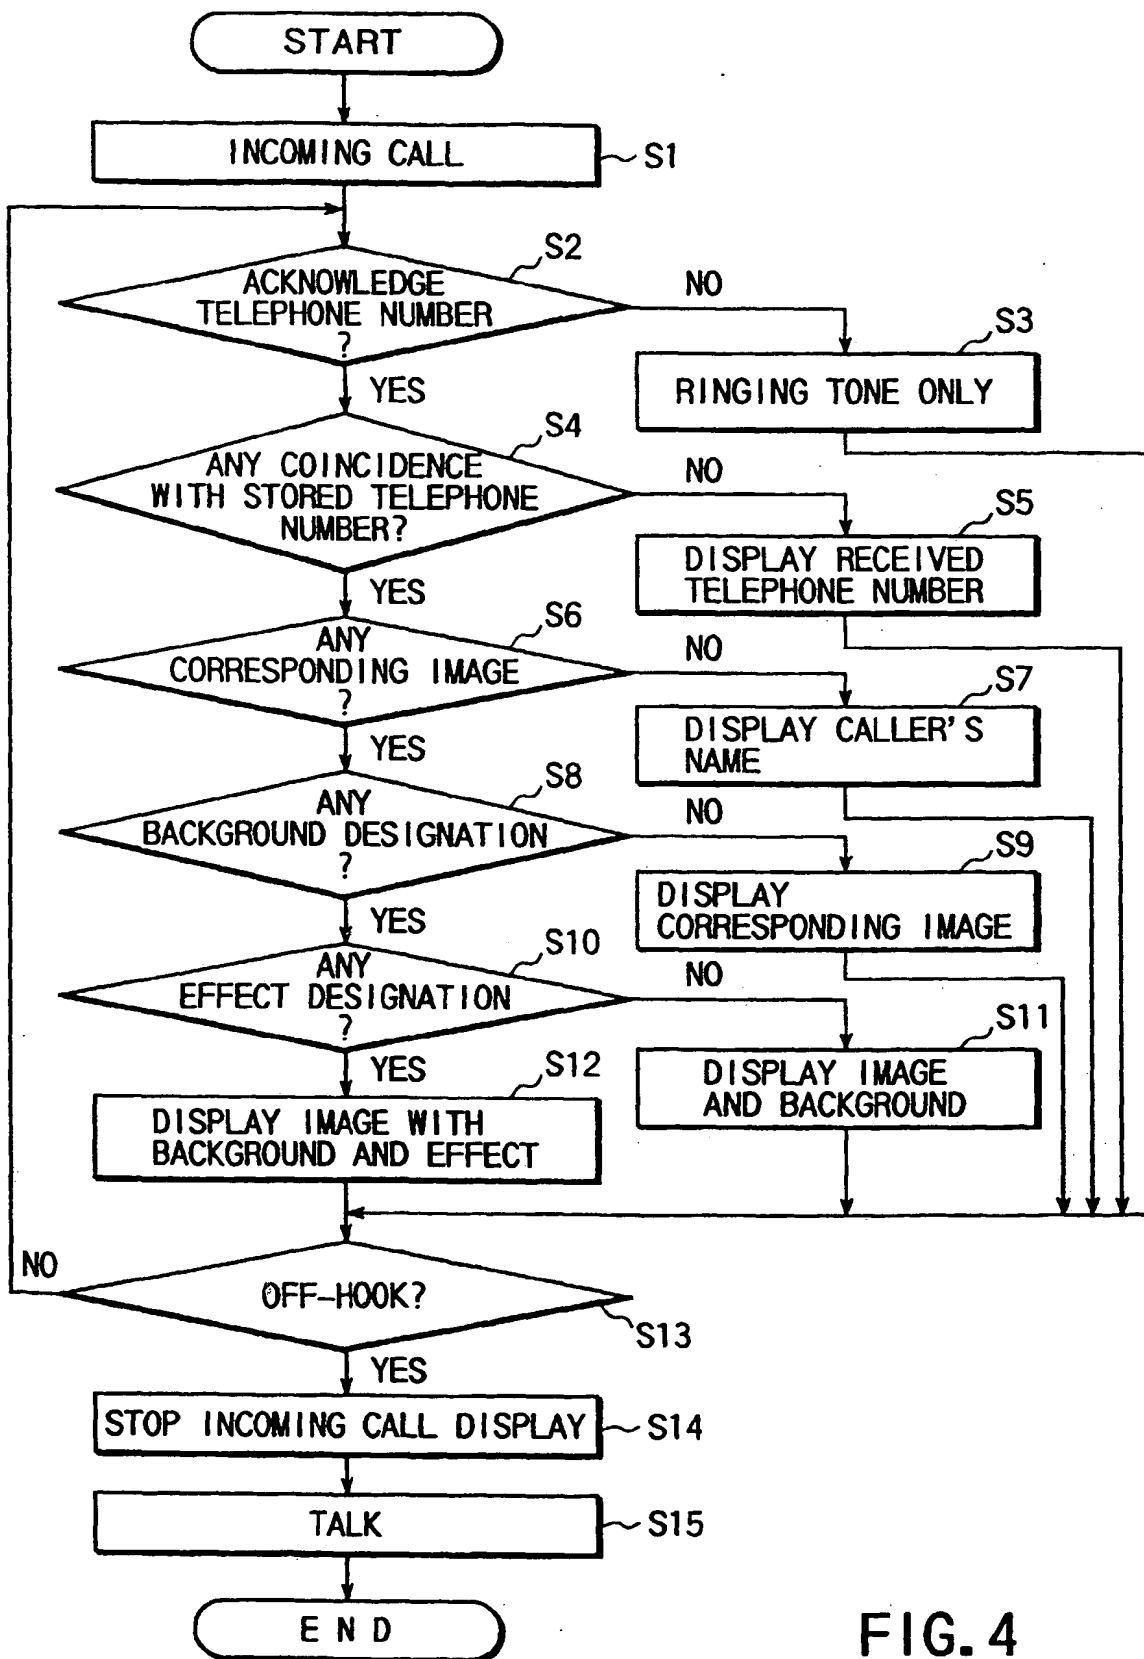 START
INCOMING CALL
S1
S2
ACKNOWLEDGE
TELEPHONE NUMBER
?
NO
YES
S3
RINGING TONE ONLY
S4
ANY COINCIDENCE
WITH STORED TELEPHONE
NUMBER?
NO
YES
S5
DISPLAY RECEIVED
TELEPHONE NUMBER
S6
ANY
CORRESPONDING IMAGE
?
NO
YES
S7
DISPLAY CALLER'S
NAME
S8
ANY
BACKGROUND DESIGNATION
?
NO
YES
S9
DISPLAY
CORRESPONDING IMAGE
S10
ANY
EFFECT DESIGNATION
?
NO
YES
S11
DISPLAY IMAGE
AND BACKGROUND
S12
DISPLAY IMAGE WITH
BACKGROUND AND EFFECT
NO
OFF-HOOK?
S13
YES
STOP INCOMING CALL DISPLAY
S14
TALK
S15
END
FIG. 4